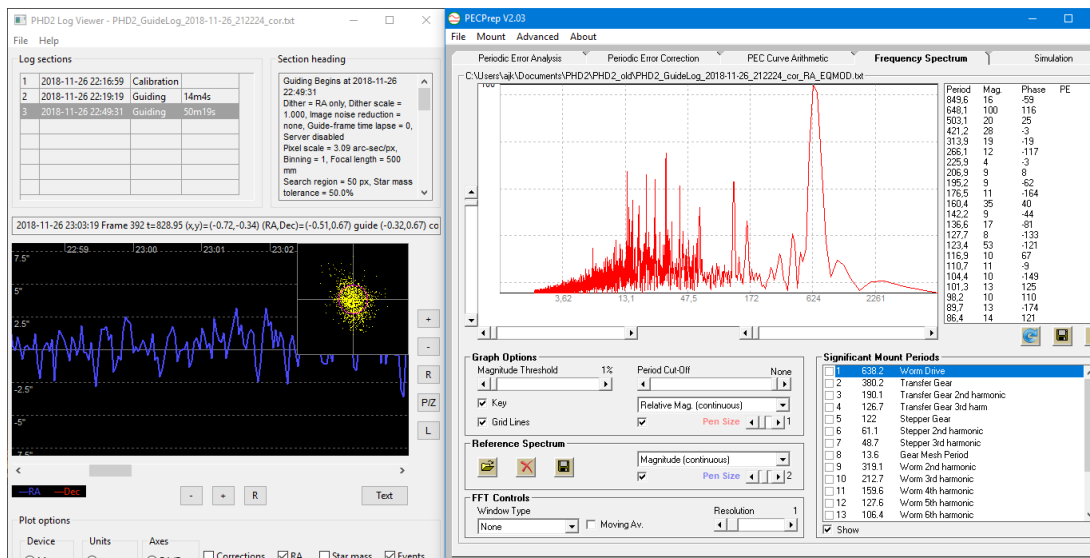 PHD2 Log Viewer - PHD2_GuideLog_2018-11-26_212224_cor.txt
File Help
Log sections
1 2018-11-26 22:16:59 Calibration
2 2018-11-26 22:19:19 Guiding 14m4s
3 2018-11-26 22:49:31 Guiding 50m19s
Section heading
Guiding Begins at 2018-11-26
22:49:31
Dither = RA only, Dither scale =
1.000, Image noise reduction =
none, Guide-frame time lapse = 0,
Server disabled
Pixel scale = 3.09 arc-sec/px,
Binning = 1, Focal length = 500
mm
Search region = 50 px, Star mass
tolerance = 50.0%
2018-11-26 23:03:19 Frame 392 t=828.95 (x,y)=(-0.72,-0.34) (RA,Dec)=(-0.51,0.67) guide (-0.32,0.67) co
22:59 23:00 23:01 23:02
7.5"
5"
2.5"
-2.5"
-5"
-7.5"
+
-
R
P/Z
L
RA Dec
- + R Text
Plot options
Device Units Axes
Corrections RA Star mass Events
PECPrep V2.03
File Mount Advanced About
Periodic Error Analysis Periodic Error Correction PEC Curve Arithmetic Frequency Spectrum Simulation
C:\Users\ajk\Documents\PHD2\PHD2_old\PHD2_GuideLog_2018-11-26_212224_cor_RA_EQMOD.txt
100
3,62 13,1 47,5 172 624 2261
Period Mag. Phase PE
849,6 16 -59
648,1 100 116
503,1 20 25
421,2 28 -3
313,9 19 -19
266,1 12 -117
225,9 4 -3
206,9 9 8
195,2 9 -62
176,5 11 -164
160,4 35 40
142,2 9 -44
136,6 17 -81
127,7 8 -133
123,4 53 -121
116,9 10 67
110,7 11 -9
104,4 10 -149
101,3 13 125
98,2 10 110
89,7 13 -174
86,4 14 121
Graph Options
Magnitude Threshold 1% Period Cut-Off None
Key
Relative Mag. (continuous)
Grid Lines
Pen Size 1
Reference Spectrum
Magnitude (continuous)
Pen Size 2
FFT Controls
Window Type Resolution 1
None Moving Av.
Significant Mount Periods
1 638.2 Worm Drive
2 380.2 Transfer Gear
3 190.1 Transfer Gear 2nd harmonic
4 126.7 Transfer Gear 3rd harm
5 122 Stepper Gear
6 61.1 Stepper 2nd harmonic
7 48.7 Stepper 3rd harmonic
8 13.6 Gear Mesh Period
9 319.1 Worm 2nd harmonic
10 212.7 Worm 3rd harmonic
11 159.6 Worm 4th harmonic
12 127.6 Worm 5th harmonic
13 106.4 Worm 6th harmonic
Show